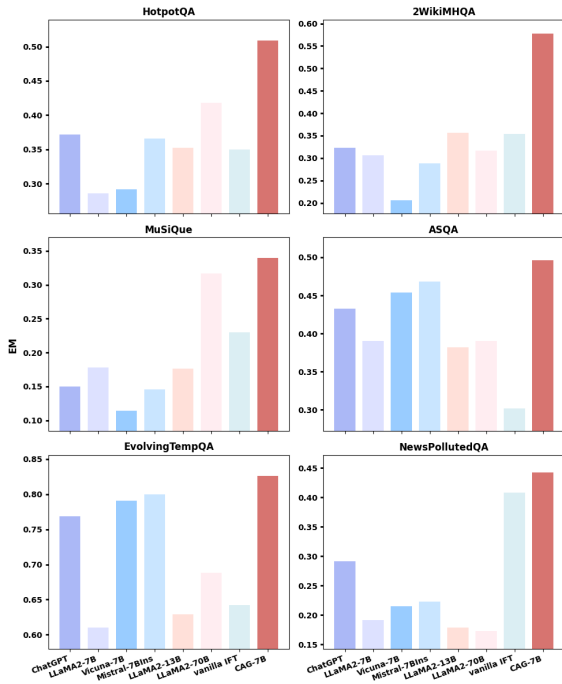 HotpotQA
0.50
0.45
0.40
0.35
0.30
2WikiMHQA
0.60
0.55
0.50
0.45
0.40
0.35
0.30
0.25
0.20
MuSiQue
0.35
0.30
0.25
0.20
0.15
0.10
EM
ASQA
0.50
0.45
0.40
0.35
0.30
EvolvingTempQA
0.85
0.80
0.75
0.70
0.65
0.60
ChatGPT
LLaMA2-7B
Vicuna-7B
Mistral-7BIns
LLaMA2-13B
LLaMA2-70B
vanilla IFT
CAG-7B
NewsPollutedQA
0.45
0.40
0.35
0.30
0.25
0.20
0.15
ChatGPT
LLaMA2-7B
Vicuna-7B
Mistral-7BIns
LLaMA2-13B
LLaMA2-70B
vanilla IFT
CAG-7B